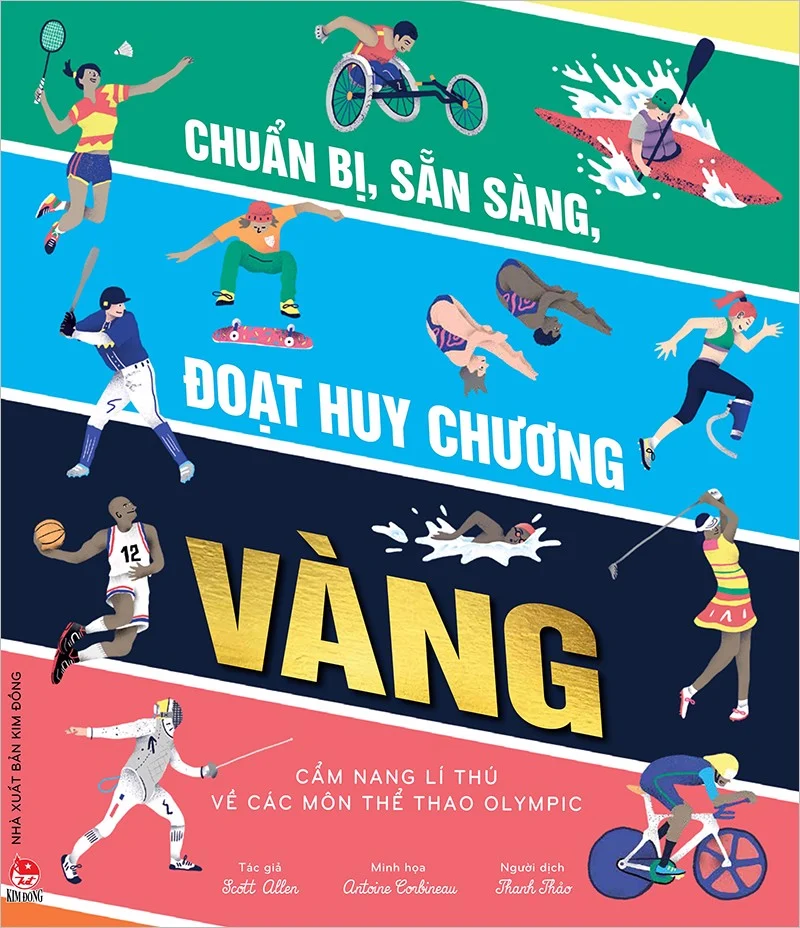 CHUẨN BỊ, SẴN SÀNG,
ĐOẠT HUY CHƯƠNG
12
VÀNG
CẨM NANG LÍ THÚ
VỀ CÁC MÔN THỂ THAO OLYMPIC
Tác giả
Scott Allen
Minh họa
Antoine Corbineau
Người dịch
Thanh Thảo
NHÀ XUẤT BẢN KIM ĐỒNG
KIM ĐỒNG